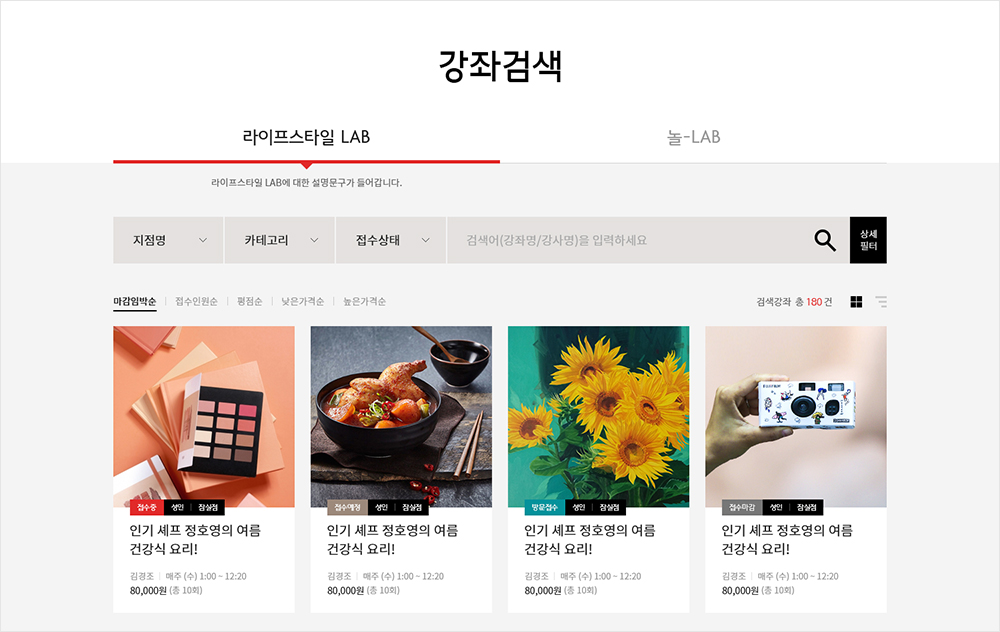 강좌검색
라이프스타일 LAB
놀-LAB
라이프스타일 LAB에 대한 설명문구가 들어갑니다.
지점명
카테고리
접수상태
검색어(강좌명/강사명)을 입력하세요
상세
필터
마감임박순
접수인원순
평점순
낮은가격순
높은가격순
검색강좌 총 180 건
접수중 성인 잠실점
인기 셰프 정호영의 여름
건강식 요리!
김경조 매주 (수) 1:00 ~ 12:20
80,000원 (총 10회)
접수예정 성인 잠실점
인기 셰프 정호영의 여름
건강식 요리!
김경조 매주 (수) 1:00 ~ 12:20
80,000원 (총 10회)
방문접수 성인 잠실점
인기 셰프 정호영의 여름
건강식 요리!
김경조 매주 (수) 1:00 ~ 12:20
80,000원 (총 10회)
접수마감 성인 잠실점
인기 셰프 정호영의 여름
건강식 요리!
김경조 매주 (수) 1:00 ~ 12:20
80,000원 (총 10회)